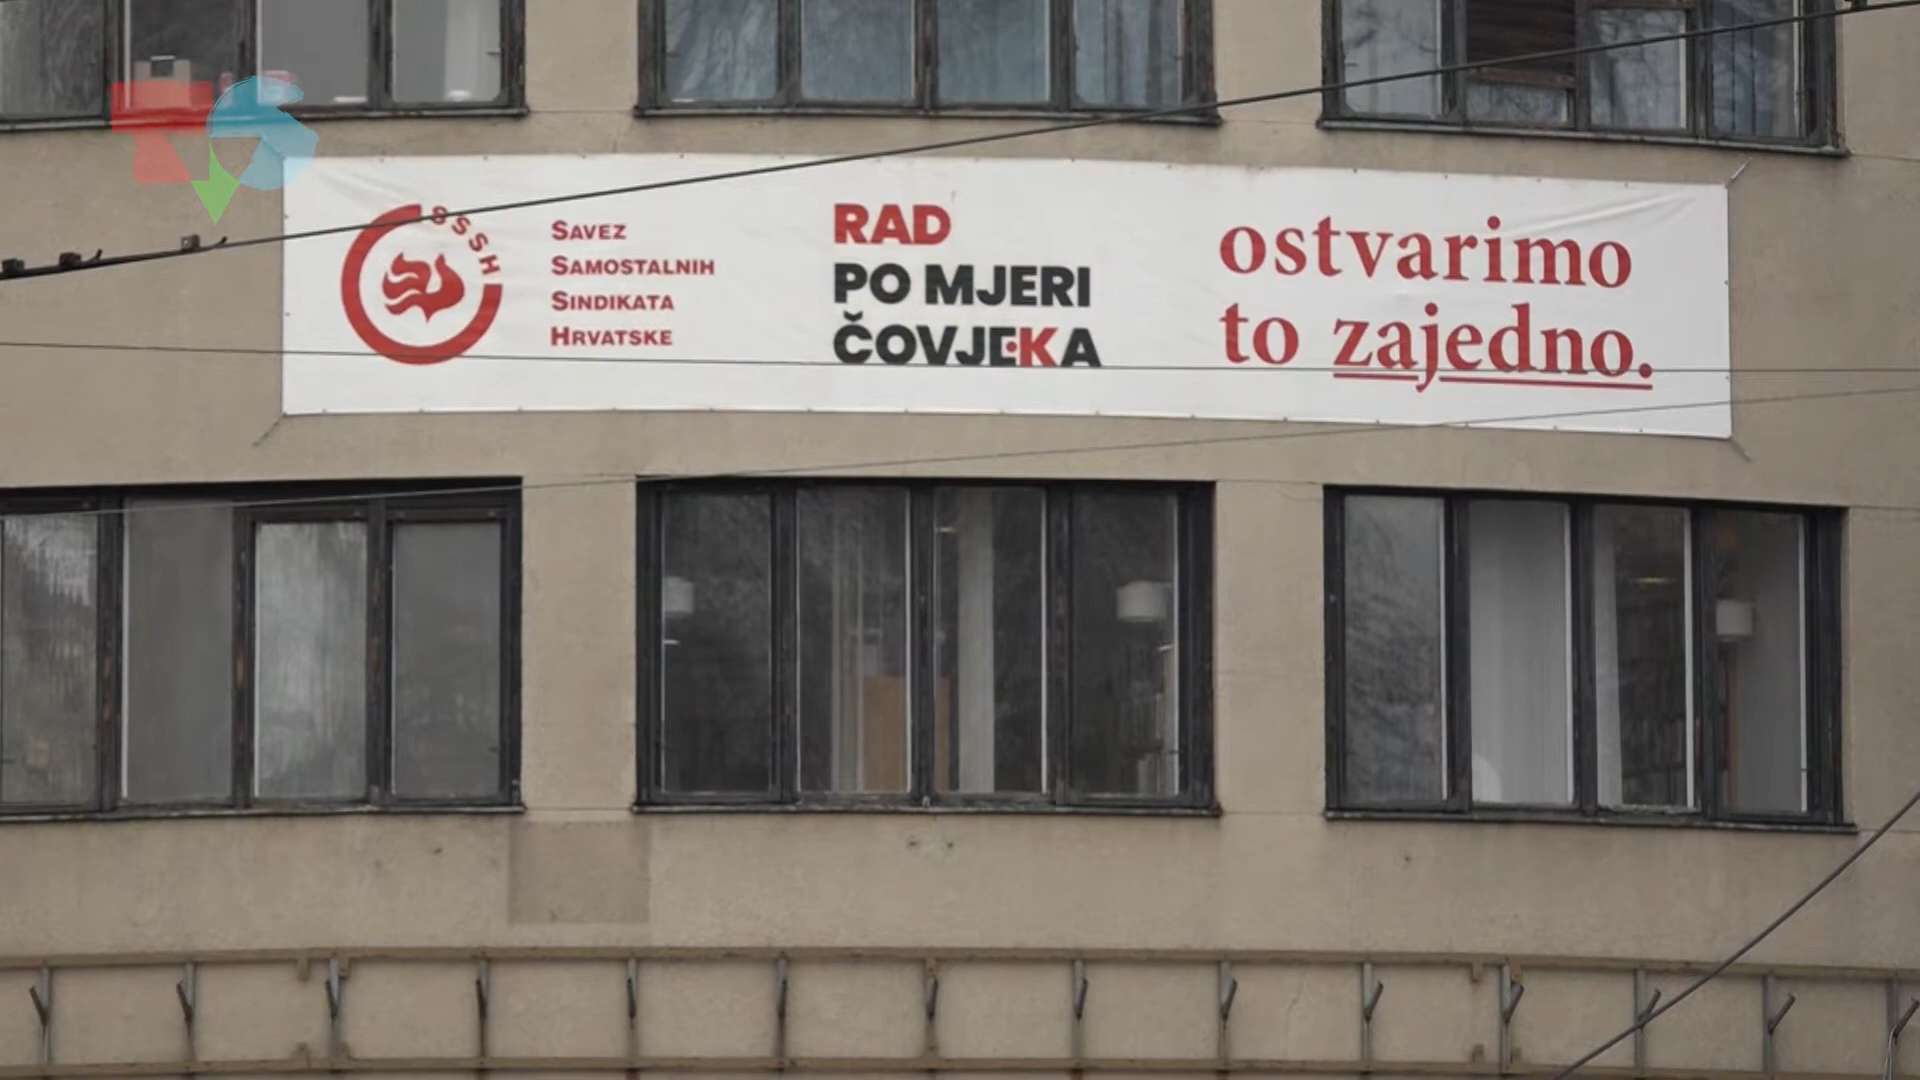 SSSH
SAVEZ
SAMOSTALNIH
SINDIKATA
HRVATSKE
RAD
PO MJERI
ČOVJEKA
ostvarimo
to zajedno.